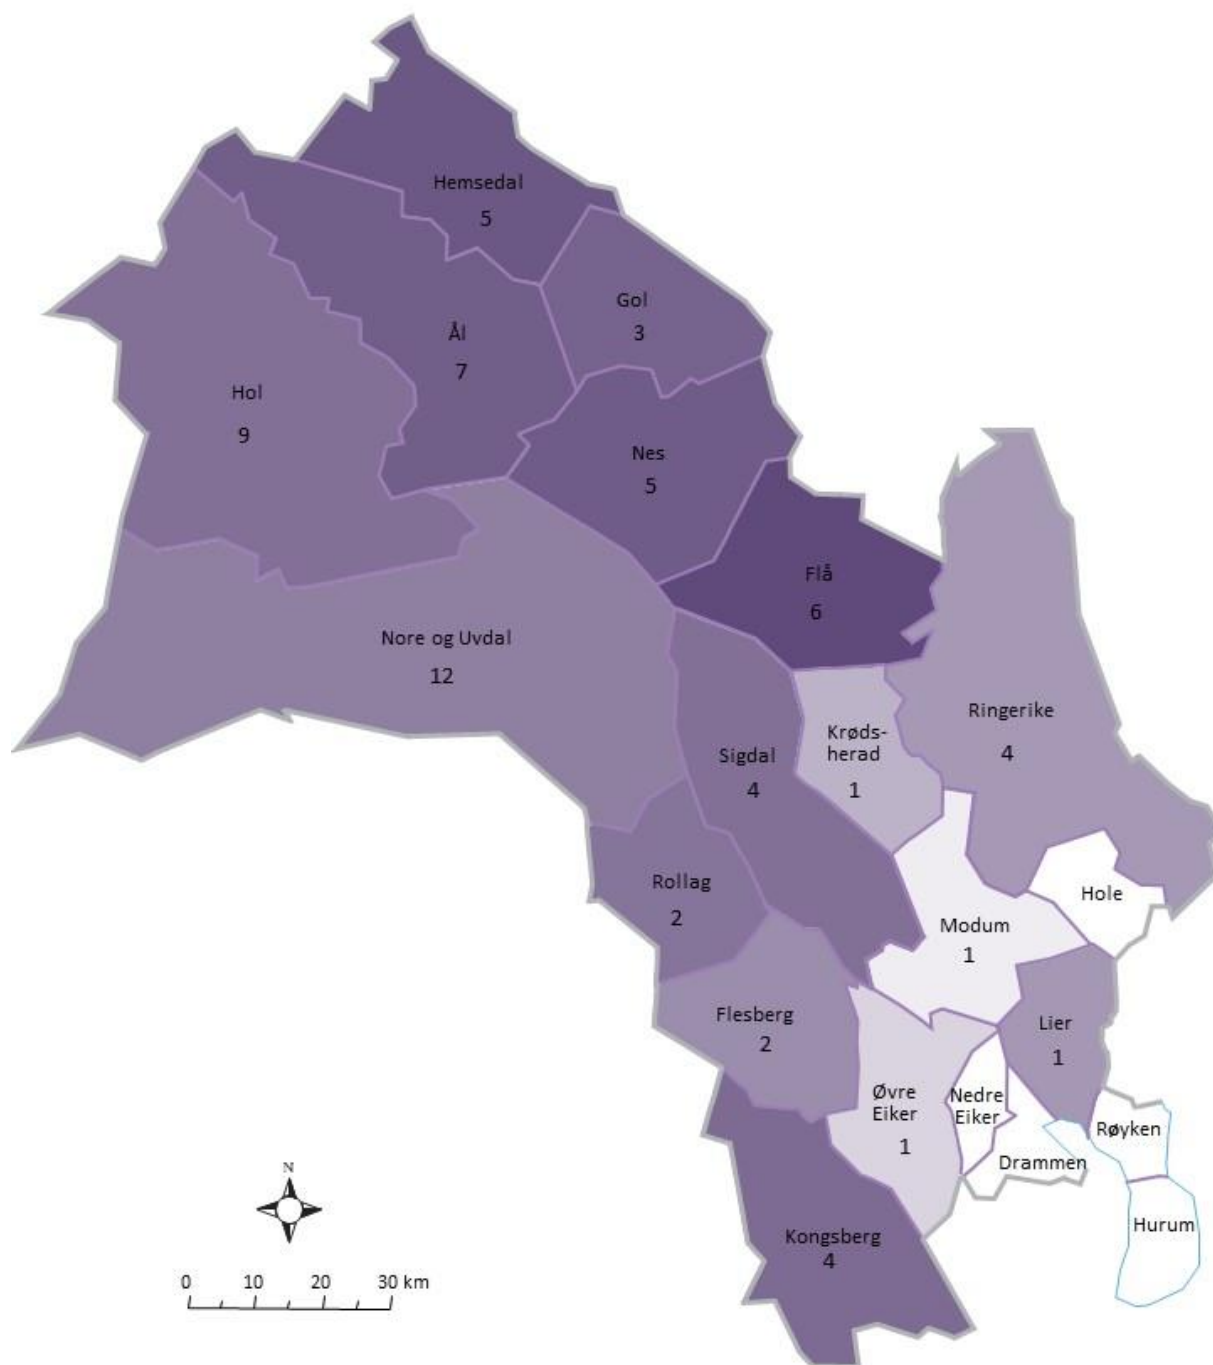 Hemsedal
5
Gol
3
Ål
7
Hol
9
Nes
5
Flå
6
Nore og Uvdal
12
Ringerike
4
Krøds-
herad
1
Sigdal
4
Rollag
2
Hole
Modum
1
Flesberg
2
Lier
1
Øvre
Eiker
1
Nedre
Eiker
Røyken
Drammen
Hurum
Kongsberg
4
N
0 10 20 30 km